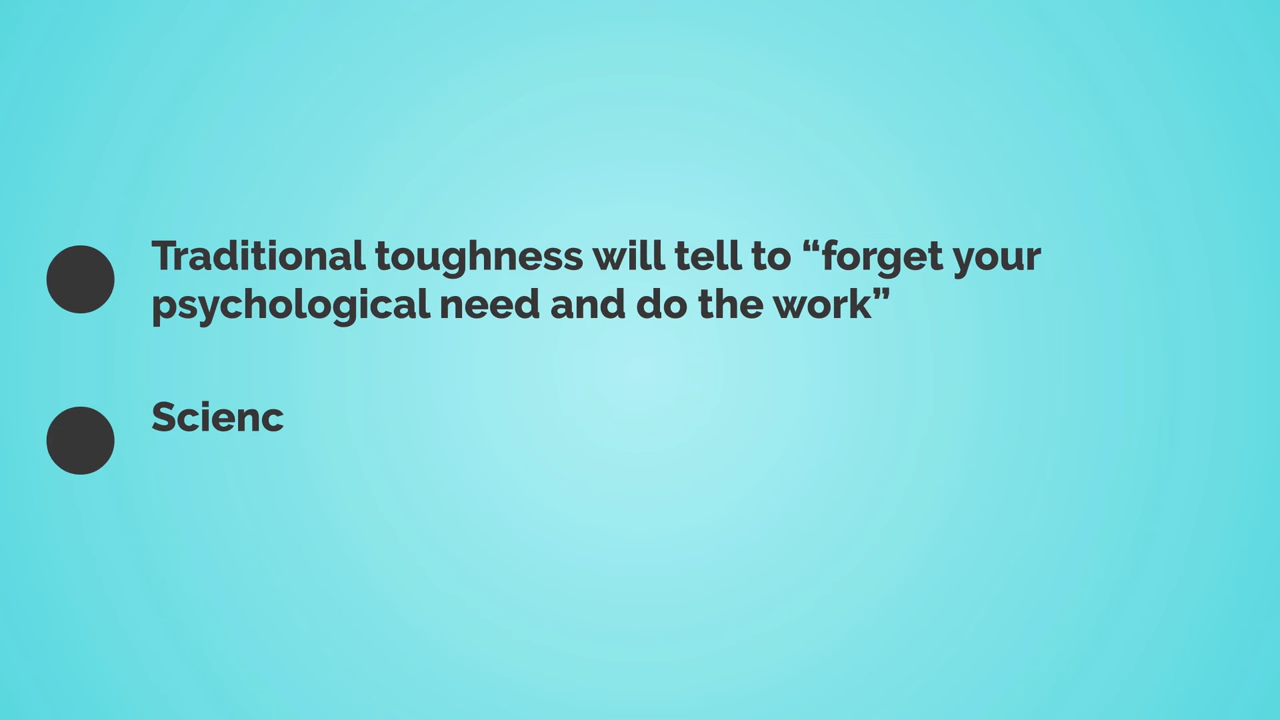 Traditional toughness will tell to “forget your
psychological need and do the work”
Scienc